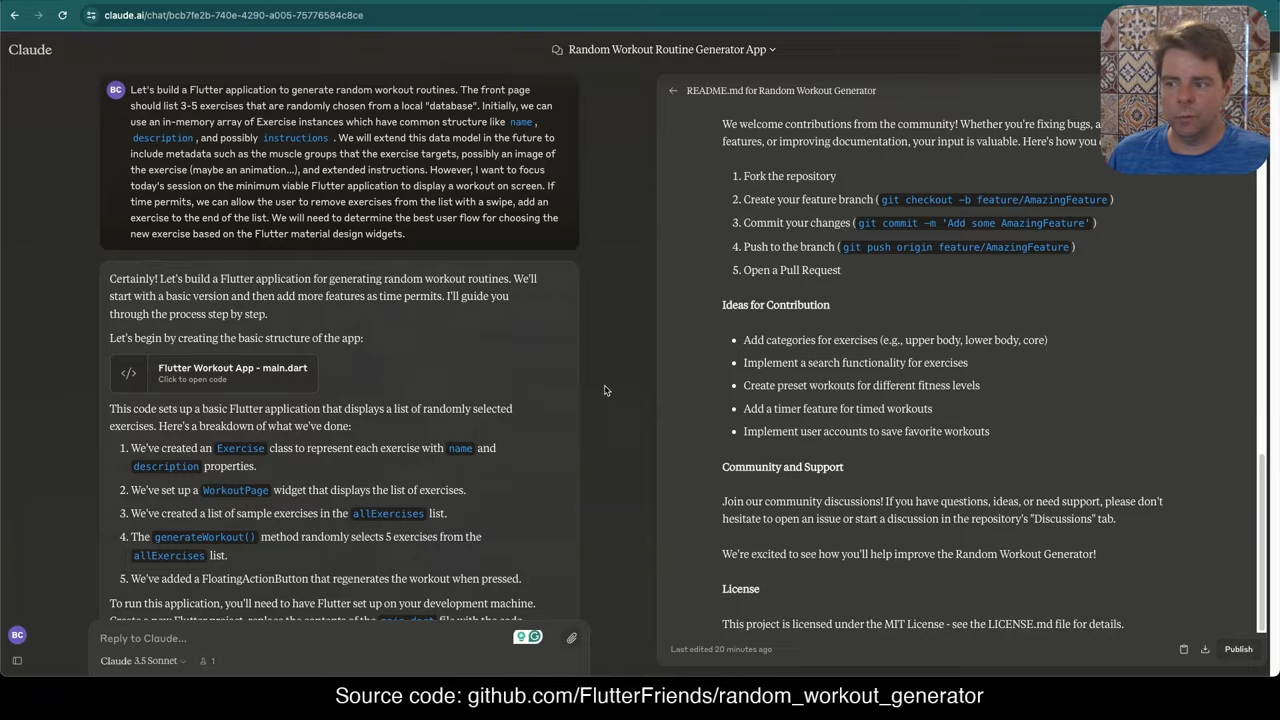 claude.ai/chat/bcb7fe2b-740e-4290-a005-75776584c8ce
Claude
Random Workout Routine Generator App
BC
Let's build a Flutter application to generate random workout routines. The front page
should list 3-5 exercises that are randomly chosen from a local "database". Initially, we can
use an in-memory array of Exercise instances which have common structure like name,
description, and possibly instructions. We will extend this data model in the future to
include metadata such as the muscle groups that the exercise targets, possibly an image of
the exercise (maybe an animation...), and extended instructions. However, I want to focus
today's session on the minimum viable Flutter application to display a workout on screen. If
time permits, we can allow the user to remove exercises from the list with a swipe, add an
exercise to the end of the list. We will need to determine the best user flow for choosing the
new exercise based on the Flutter material design widgets.
Certainly! Let's build a Flutter application for generating random workout routines. We'll
start with a basic version and then add more features as time permits. I'll guide you
through the process step by step.
Let's begin by creating the basic structure of the app:
Flutter Workout App - main.dart
Click to open code
This code sets up a basic Flutter application that displays a list of randomly selected
exercises. Here's a breakdown of what we've done:
1. We've created an Exercise class to represent each exercise with name and
description properties.
2. We've set up a WorkoutPage widget that displays the list of exercises.
3. We've created a list of sample exercises in the allExercises list.
4. The generateWorkout() method randomly selects 5 exercises from the
allExercises list.
5. We've added a FloatingActionButton that regenerates the workout when pressed.
To run this application, you'll need to have Flutter set up on your development machine.
Create a new Flutter project, replace the contents of the main.dart file with the code
BC
Reply to Claude...
Claude 3.5 Sonnet
1
README.md for Random Workout Generator
We welcome contributions from the community! Whether you're fixing bugs, a
features, or improving documentation, your input is valuable. Here's how you
1. Fork the repository
2. Create your feature branch (git checkout -b feature/AmazingFeature)
3. Commit your changes (git commit -m 'Add some AmazingFeature')
4. Push to the branch (git push origin feature/AmazingFeature)
5. Open a Pull Request
Ideas for Contribution
• Add categories for exercises (e.g., upper body, lower body, core)
• Implement a search functionality for exercises
• Create preset workouts for different fitness levels
• Add a timer feature for timed workouts
• Implement user accounts to save favorite workouts
Community and Support
Join our community discussions! If you have questions, ideas, or need support, please don't
hesitate to open an issue or start a discussion in the repository's "Discussions" tab.
We're excited to see how you'll help improve the Random Workout Generator!
License
This project is licensed under the MIT License - see the LICENSE.md file for details.
Last edited 20 minutes ago
Publish
Source code: github.com/FlutterFriends/random_workout_generator